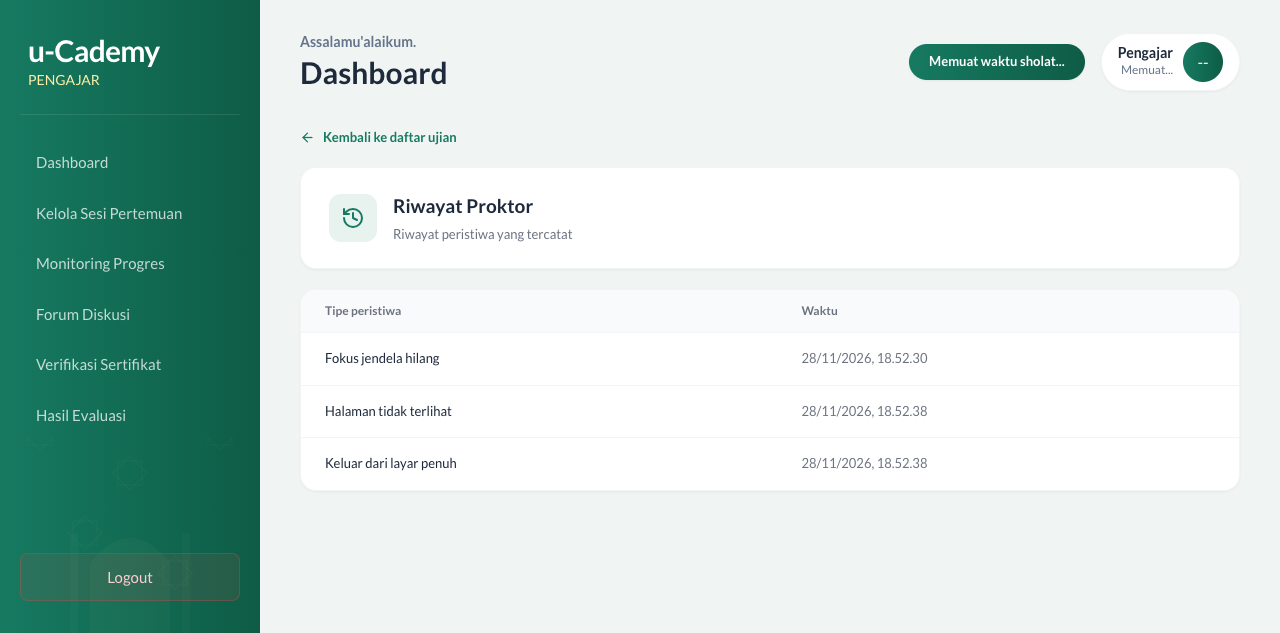 u-Cademy
PENGAJAR
Dashboard
Kelola Sesi Pertemuan
Monitoring Progres
Forum Diskusi
Verifikasi Sertifikat
Hasil Evaluasi
Logout
Assalamu'alaikum.
Dashboard
Memuat waktu sholat...
Pengajar
Memuat...
--
Kembali ke daftar ujian
Riwayat Proktor
Riwayat peristiwa yang tercatat
Tipe peristiwa Waktu
Fokus jendela hilang 28/11/2026, 18.52.30
Halaman tidak terlihat 28/11/2026, 18.52.38
Keluar dari layar penuh 28/11/2026, 18.52.38